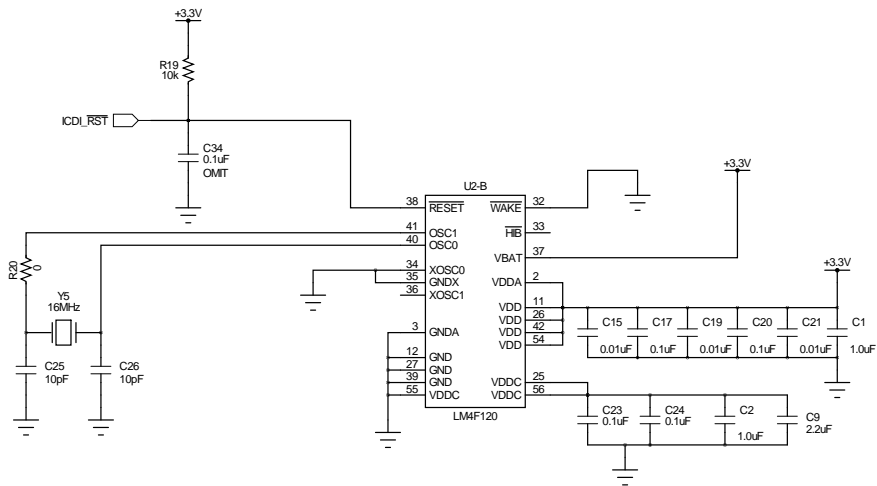 +3.3V
R19
10k
ICDI_RST
C34
0.1uF
OMIT
+3.3V
U2-B
38 RESET WAKE 32
41 OSC1 HIB 33
40 OSC0
VBAT 37
34 XOSC0
35 GNDX VDDA 2
36 XOSC1
+3.3V
R20
0
Y5
16MHz
VDD 11
VDD 26
3 GNDA VDD 42
VDD 54
C15
0.01uF
C17
0.1uF
C19
0.01uF
C20
0.1uF
C21
0.01uF
C1
1.0uF
12 GND
27 GND
39 GND VDDC 25
55 VDDC VDDC 56
LM4F120
C25
10pF
C26
10pF
C23
0.1uF
C24
0.1uF
C2
1.0uF
C9
2.2uF